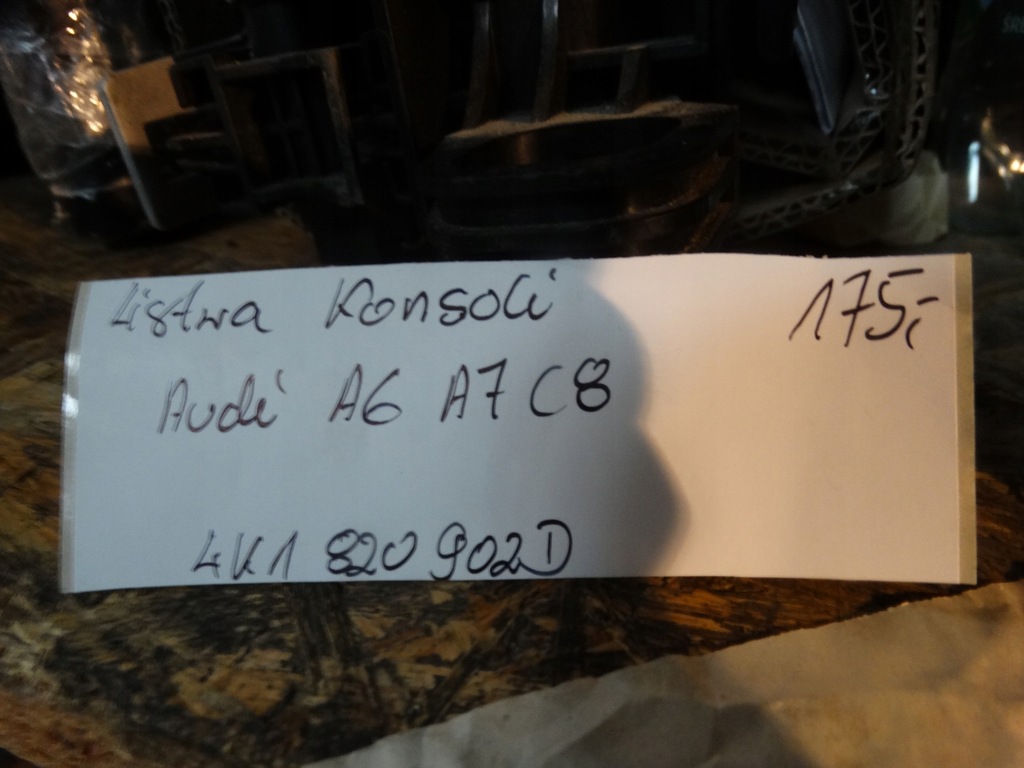 Listwa Konsoli 175,-
Audi A6 A7 C8
4K1 820 902D